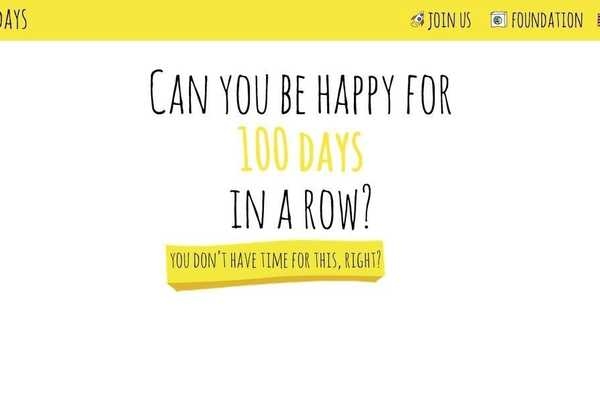 DAYS
JOIN US
FOUNDATION
CAN YOU BE HAPPY FOR
100 DAYS
IN A ROW?
YOU DON'T HAVE TIME FOR THIS, RIGHT?